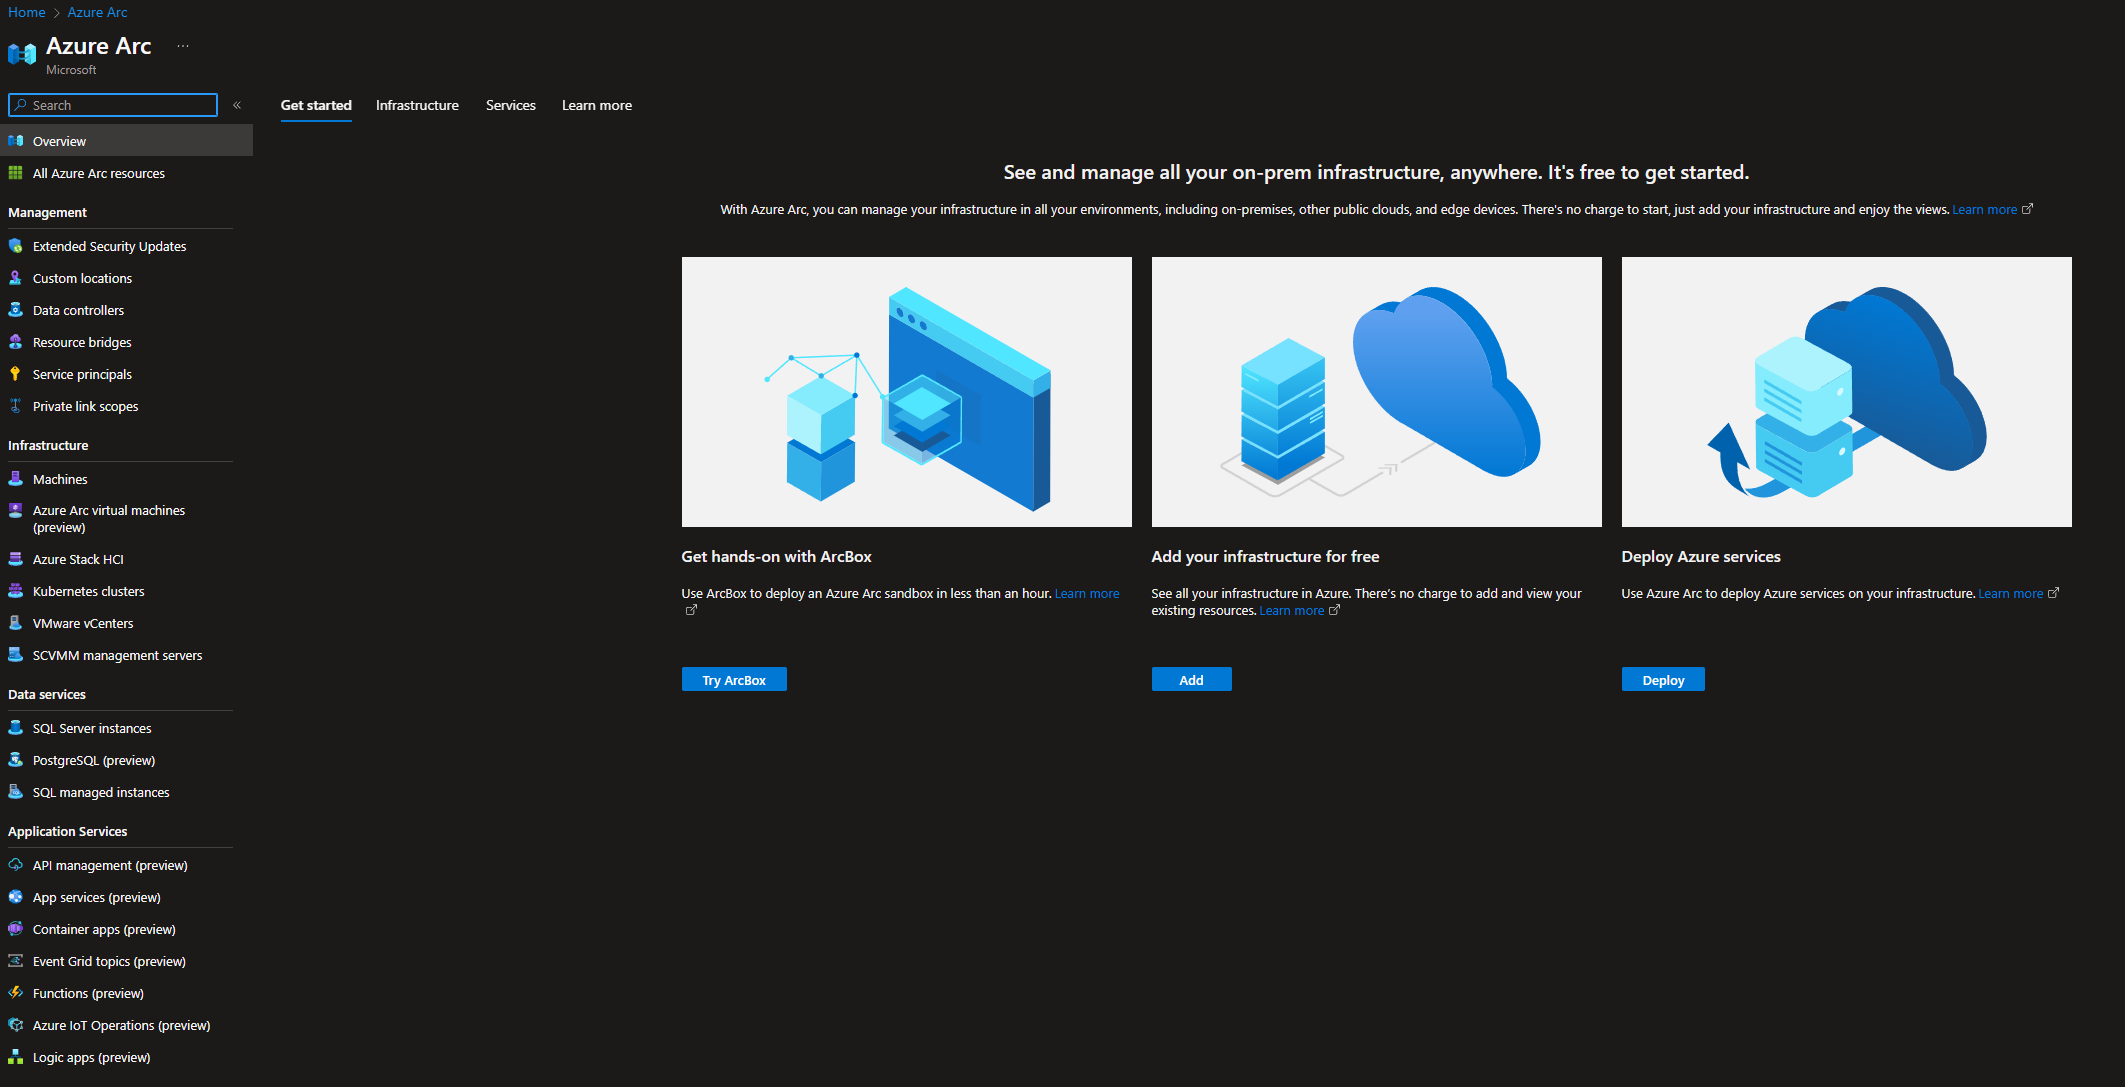 Home > Azure Arc
Azure Arc ...
Microsoft
Search «
Overview
All Azure Arc resources
Management
Extended Security Updates
Custom locations
Data controllers
Resource bridges
Service principals
Private link scopes
Infrastructure
Machines
Azure Arc virtual machines
(preview)
Azure Stack HCI
Kubernetes clusters
VMware vCenters
SCVMM management servers
Data services
SQL Server instances
PostgreSQL (preview)
SQL managed instances
Application Services
API management (preview)
App services (preview)
Container apps (preview)
Event Grid topics (preview)
Functions (preview)
Azure IoT Operations (preview)
Logic apps (preview)
Get started Infrastructure Services Learn more
See and manage all your on-prem infrastructure, anywhere. It's free to get started.
With Azure Arc, you can manage your infrastructure in all your environments, including on-premises, other public clouds, and edge devices. There's no charge to start, just add your infrastructure and enjoy the views. Learn more
Get hands-on with ArcBox
Use ArcBox to deploy an Azure Arc sandbox in less than an hour. Learn more
Try ArcBox
Add your infrastructure for free
See all your infrastructure in Azure. There's no charge to add and view your
existing resources. Learn more
Add
Deploy Azure services
Use Azure Arc to deploy Azure services on your infrastructure. Learn more
Deploy